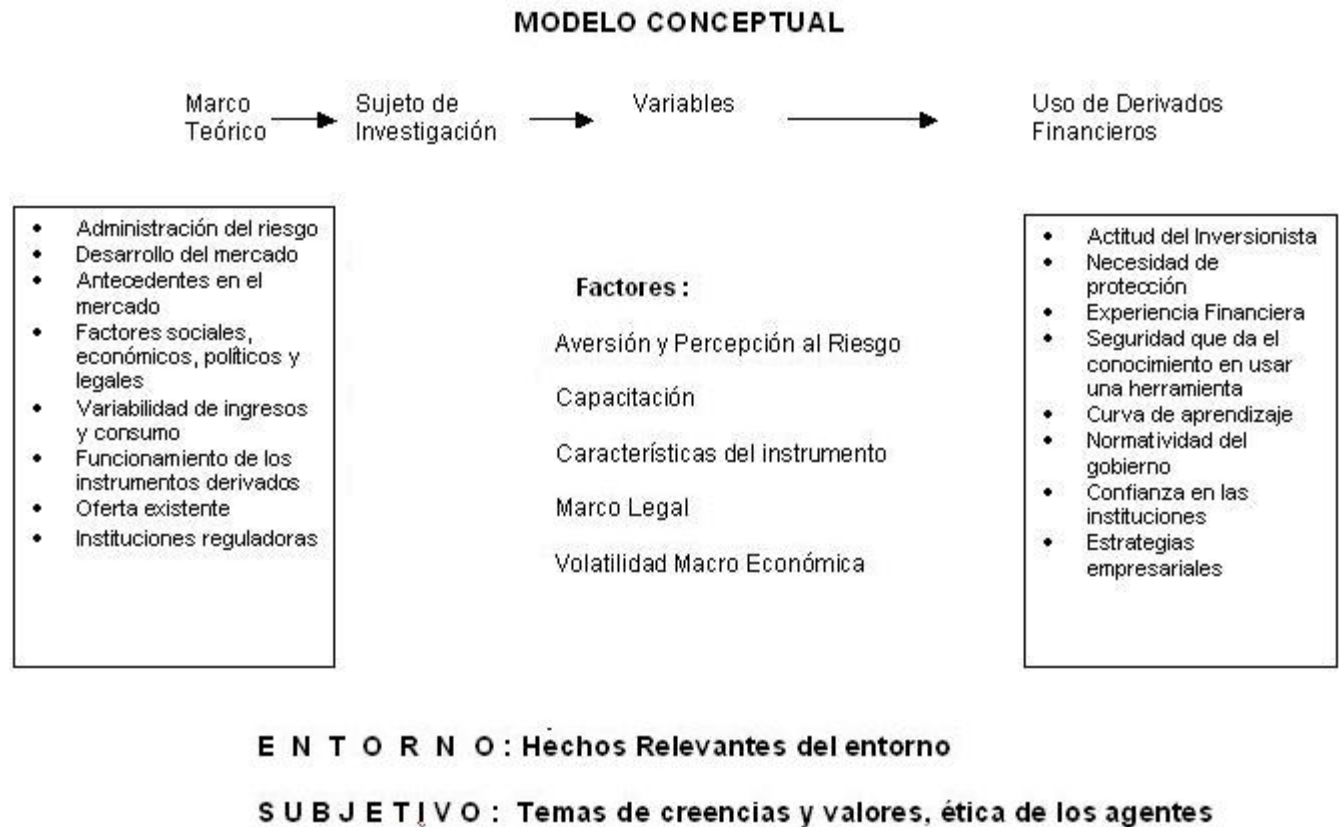 MODELO CONCEPTUAL
Marco
Teórico
Sujeto de
Investigación
Variables
Uso de Derivados
Financieros
• Administración del riesgo
• Desarrollo del mercado
• Antecedentes en el
mercado
• Factores sociales,
económicos, políticos y
legales
• Variabilidad de ingresos
y consumo
• Funcionamiento de los
instrumentos derivados
• Oferta existente
• Instituciones reguladoras
Factores :
Aversión y Percepción al Riesgo
Capacitación
Características del instrumento
Marco Legal
Volatilidad Macro Económica
• Actitud del Inversionista
• Necesidad de
protección
• Experiencia Financiera
• Seguridad que da el
conocimiento en usar
una herramienta
• Curva de aprendizaje
• Normatividad del
gobierno
• Confianza en las
instituciones
• Estrategias
empresariales
E N T O R N O : Hechos Relevantes del entorno
S U B J E T I V O : Temas de creencias y valores, ética de los agentes